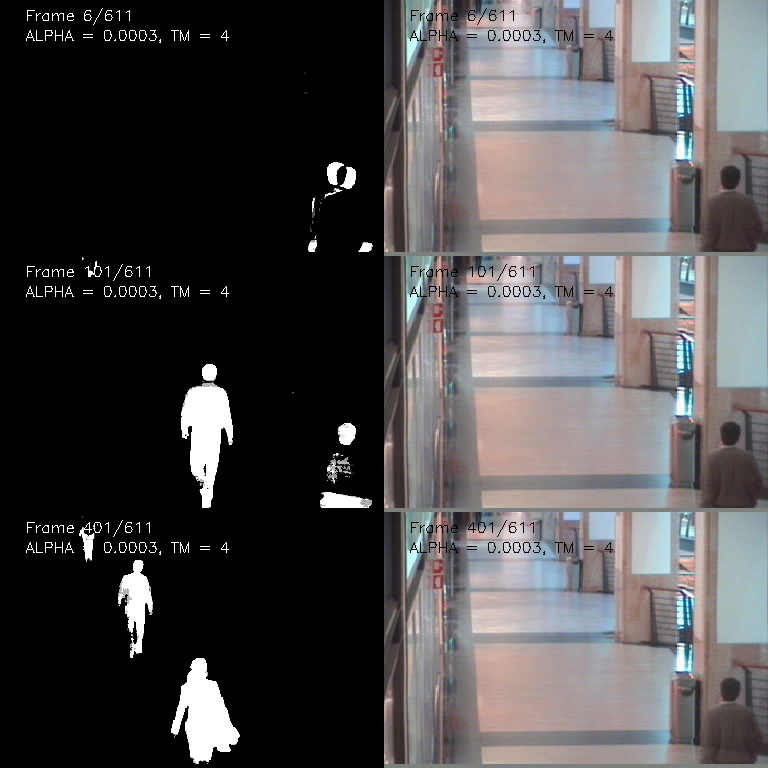 Frame 6/611
ALPHA = 0.0003, TM = 4
Frame 6/611
ALPHA = 0.0003, TM = 4
Frame 101/611
ALPHA = 0.0003, TM = 4
Frame 101/611
ALPHA = 0.0003, TM = 4
Frame 401/611
ALPHA = 0.0003, TM = 4
Frame 401/611
ALPHA = 0.0003, TM = 4